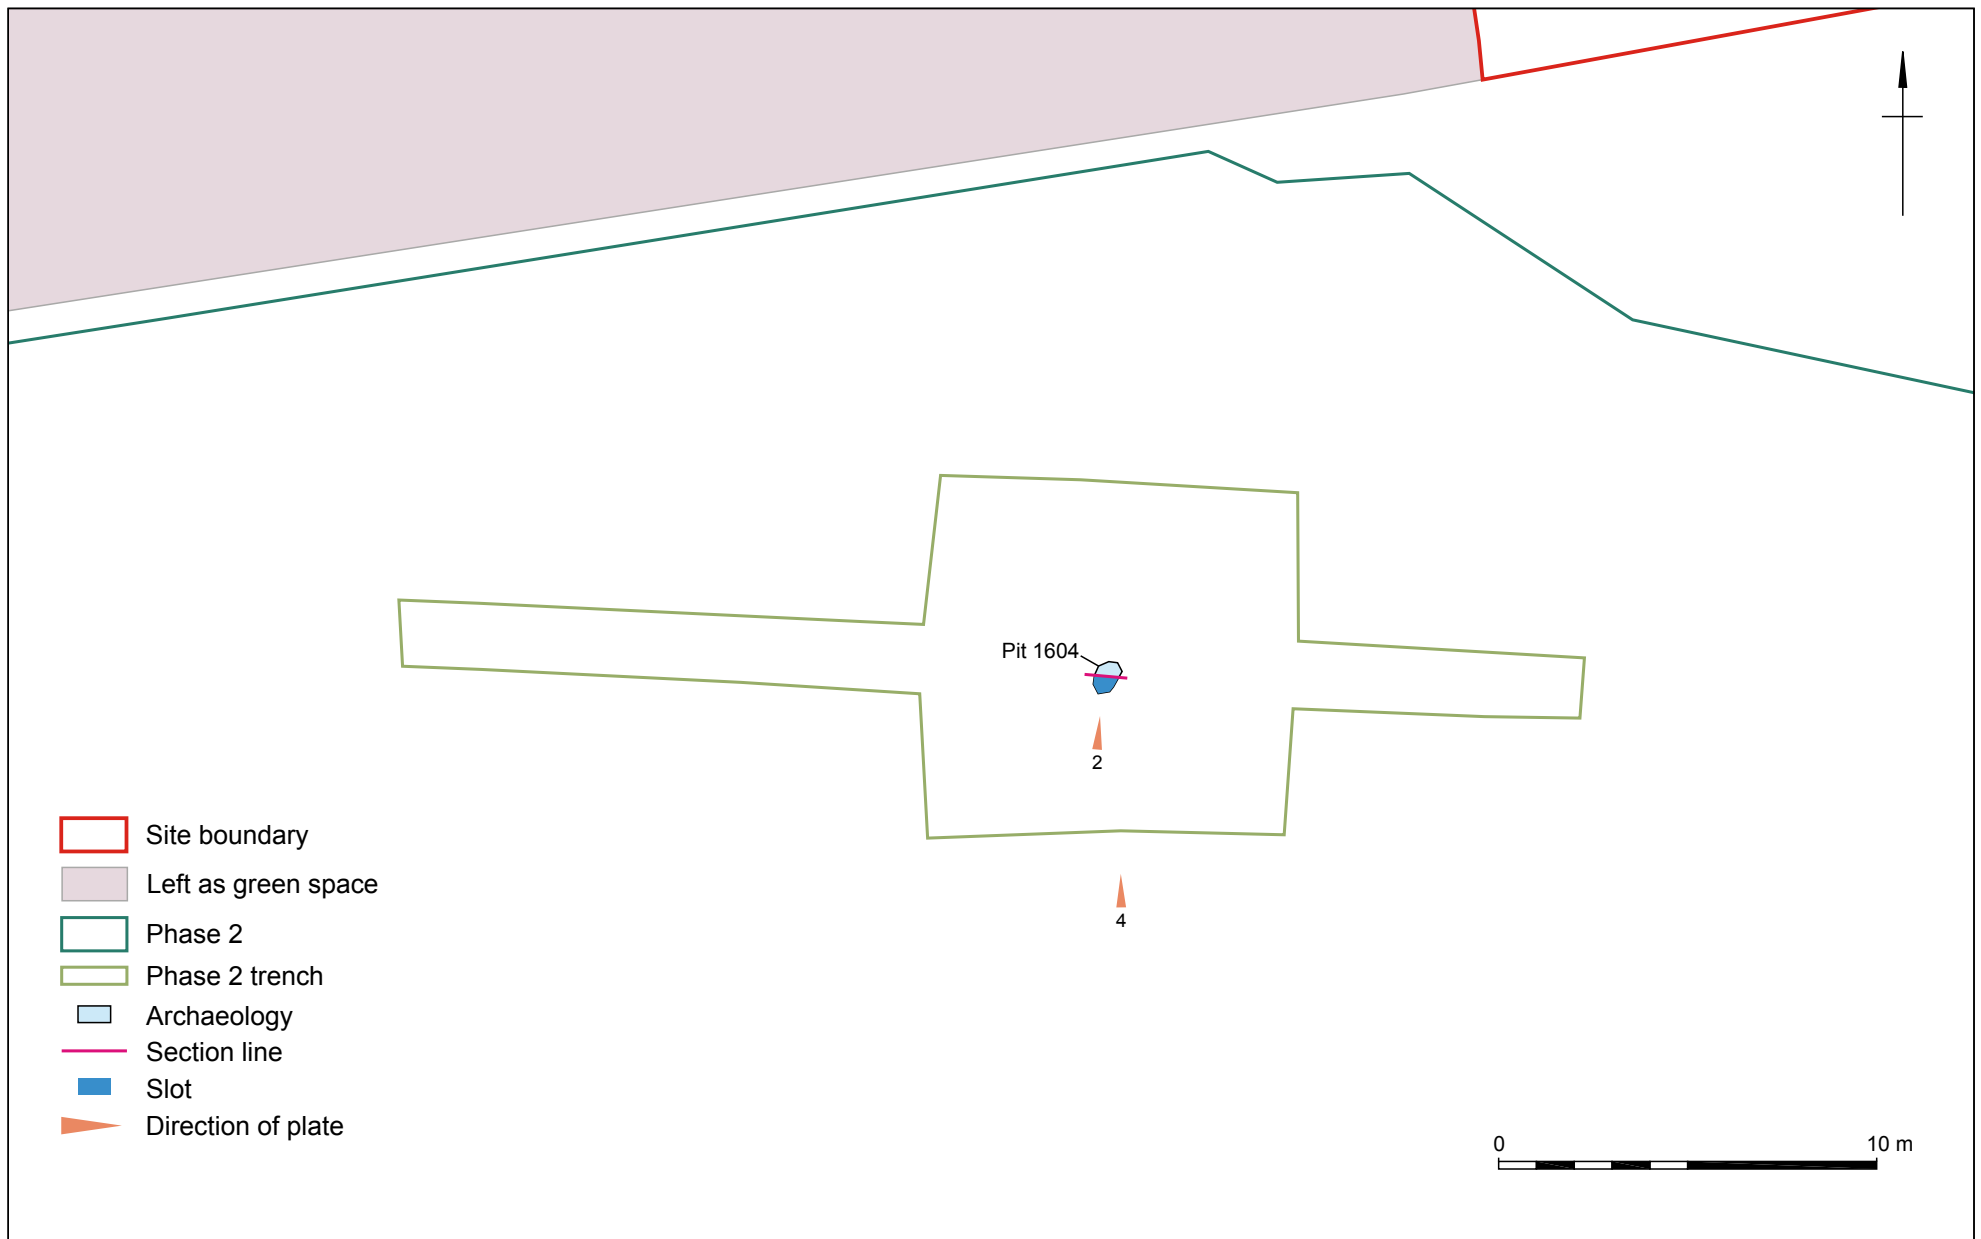 Pit 1604
2
4
Site boundary
Left as green space
Phase 2
Phase 2 trench
Archaeology
Section line
Slot
Direction of plate
0 10 m